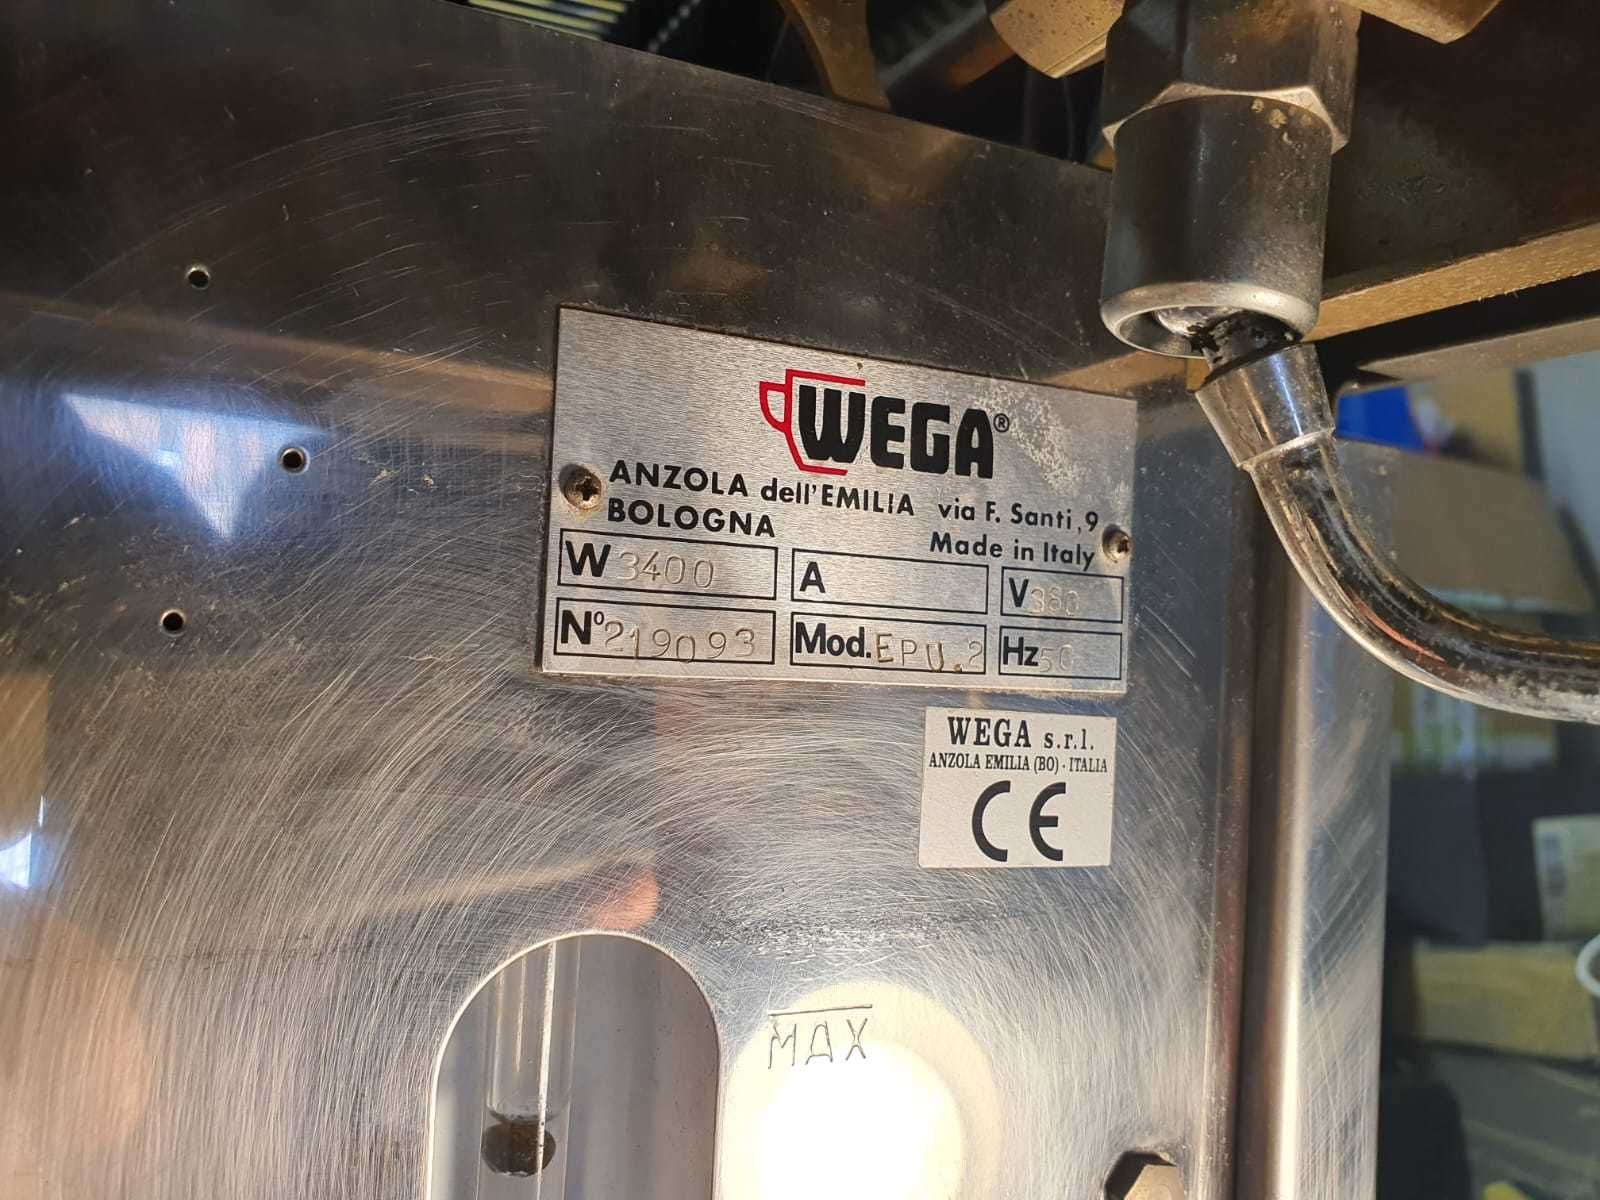 WEGA®
ANZOLA dell'EMILIA via F. Santi, 9
BOLOGNA Made in Italy
W 3400 A V 380
Nº 219093 Mod. EPU.2 Hz 50
WEGA s.r.l.
ANZOLA EMILIA (BO) - ITALIA
CE
MAX